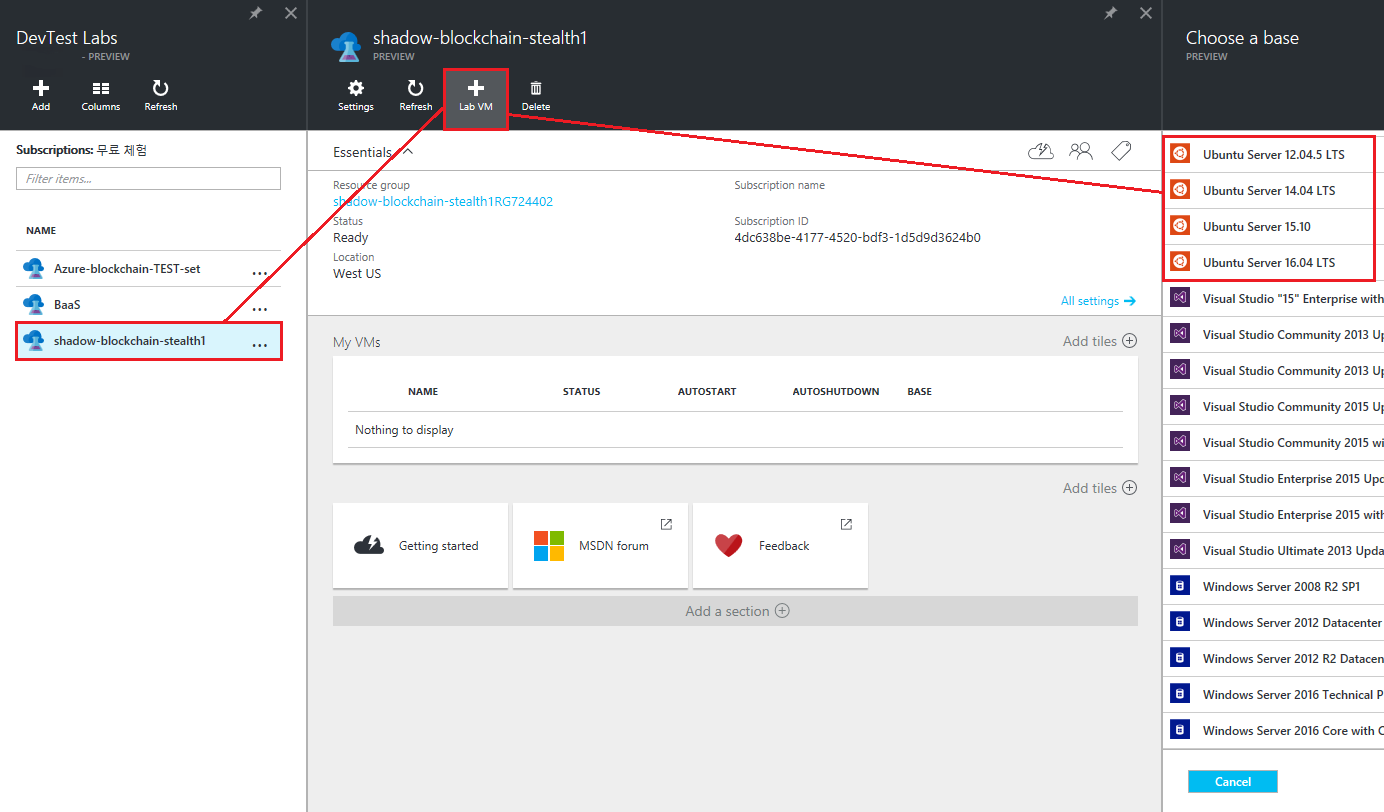 DevTest Labs
- PREVIEW
Add
Columns
Refresh
Subscriptions: 무료 체험
Filter items...
NAME
Azure-blockchain-TEST-set
...
BaaS
...
shadow-blockchain-stealth1
...
shadow-blockchain-stealth1
PREVIEW
Settings
Refresh
Lab VM
Delete
Essentials
Resource group
shadow-blockchain-stealth1RG724402
Status
Ready
Location
West US
Subscription name
Subscription ID
4dc638be-4177-4520-bdf3-1d5d9d3624b0
All settings
My VMs
Add tiles
NAME STATUS AUTOSTART AUTOSHUTDOWN BASE
Nothing to display
Add tiles
Getting started
MSDN forum
Feedback
Add a section
Choose a base
PREVIEW
Ubuntu Server 12.04.5 LTS
Ubuntu Server 14.04 LTS
Ubuntu Server 15.10
Ubuntu Server 16.04 LTS
Visual Studio "15" Enterprise with
Visual Studio Community 2013 Up
Visual Studio Community 2013 Up
Visual Studio Community 2015 Up
Visual Studio Community 2015 wi
Visual Studio Enterprise 2015 Upd
Visual Studio Enterprise 2015 with
Visual Studio Ultimate 2013 Upda
Windows Server 2008 R2 SP1
Windows Server 2012 Datacenter
Windows Server 2012 R2 Datacen
Windows Server 2016 Technical P
Windows Server 2016 Core with C
Cancel